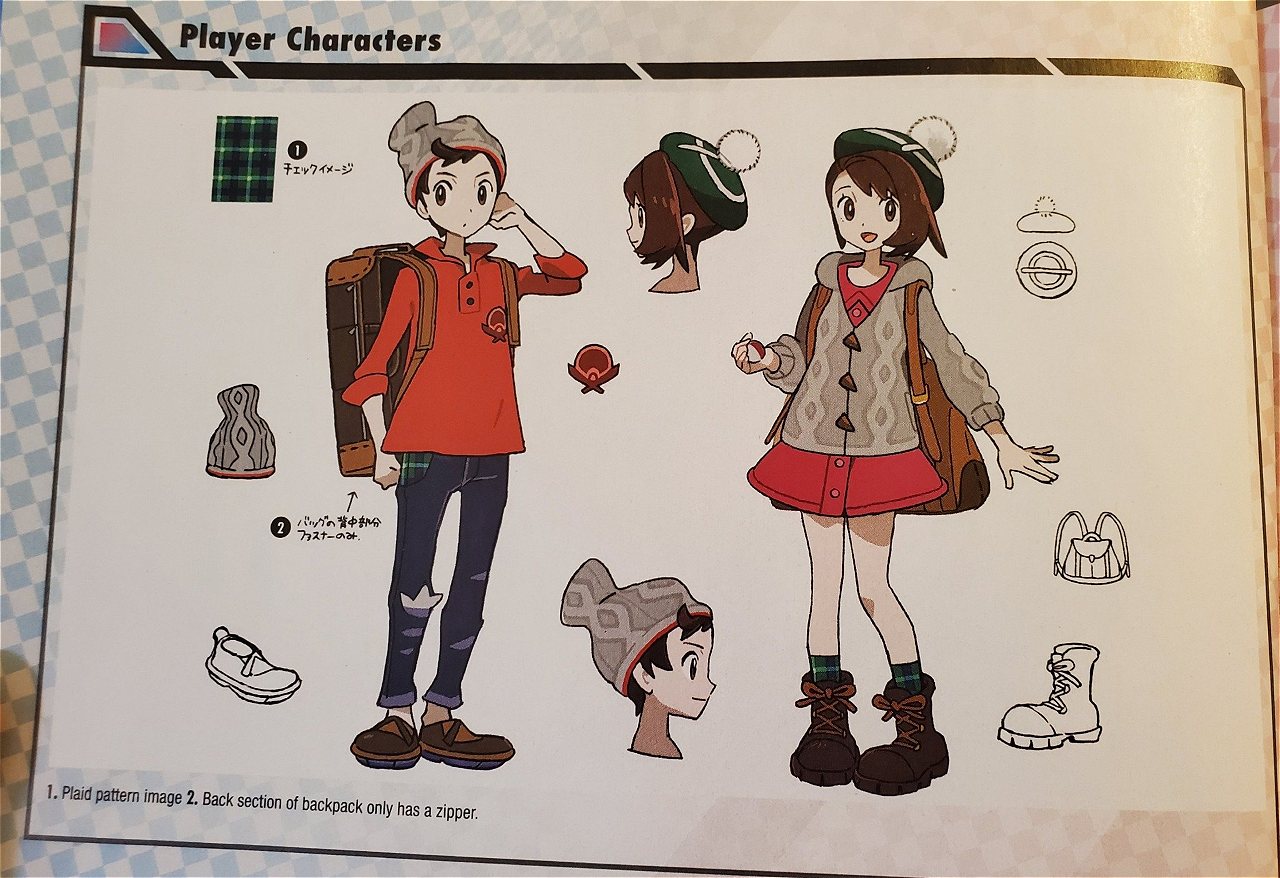 Player Characters
1
チェックイメージ
2
バッグの背中部分
ファスナーのみ.
1. Plaid pattern image 2. Back section of backpack only has a zipper.